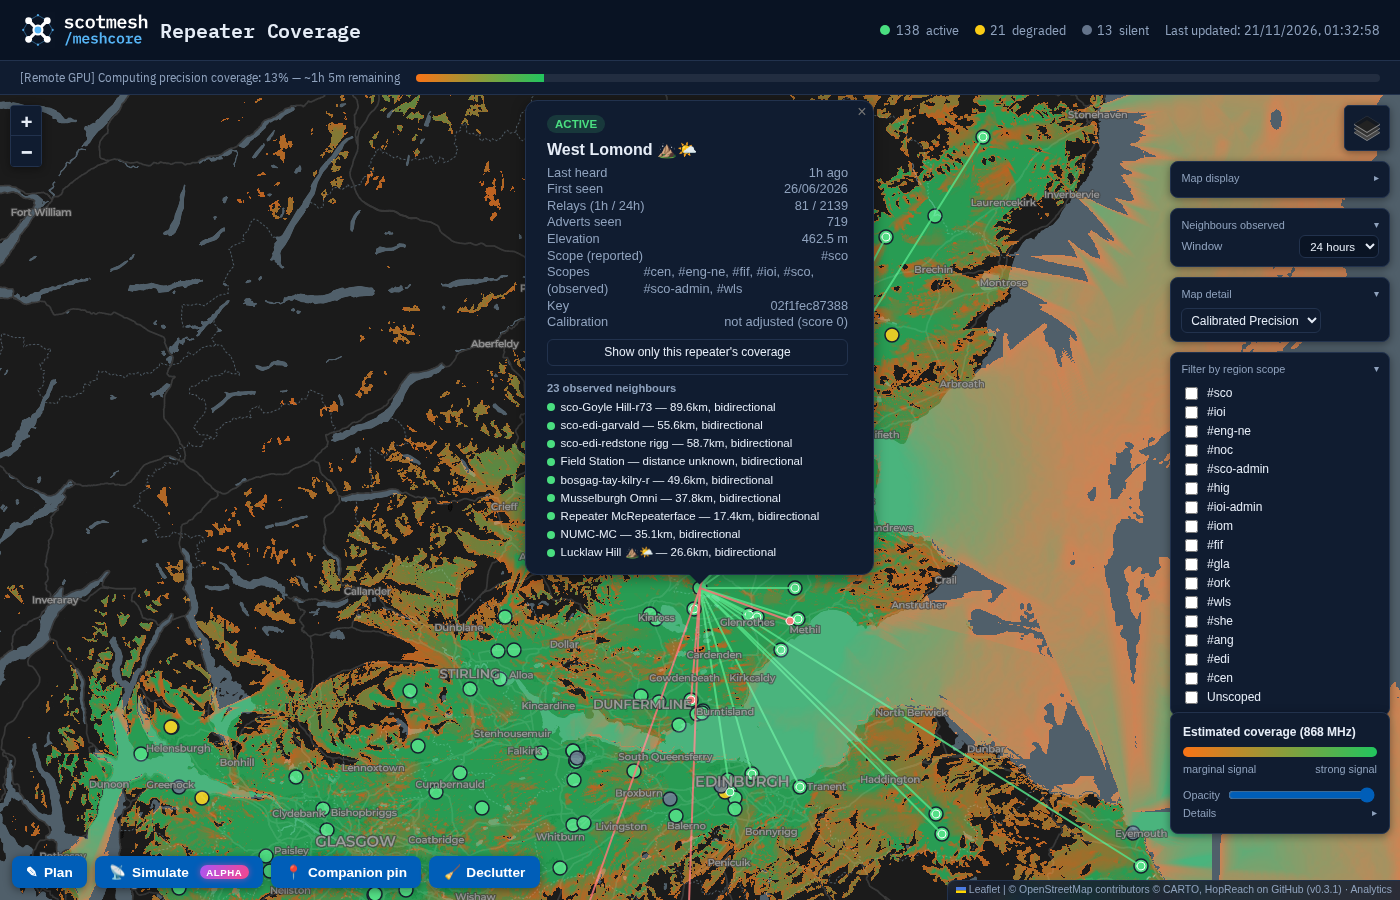 scotmesh
/meshcore
Repeater Coverage
138 active
21 degraded
13 silent
Last updated: 21/11/2026, 01:32:58
[Remote GPU] Computing precision coverage: 13% — ~1h 5m remaining
+
−
ACTIVE
×
West Lomond ⛰️🌤️
Last heard 1h ago
First seen 26/06/2026
Relays (1h / 24h) 81 / 2139
Adverts seen 719
Elevation 462.5 m
Scope (reported) #sco
Scopes (observed) #cen, #eng-ne, #fif, #ioi, #sco, #sco-admin, #wls
Key 02f1fec87388
Calibration not adjusted (score 0)
Show only this repeater's coverage
23 observed neighbours
sco-Goyle Hill-r73 — 89.6km, bidirectional
sco-edi-garvald — 55.6km, bidirectional
sco-edi-redstone rigg — 58.7km, bidirectional
Field Station — distance unknown, bidirectional
bosgag-tay-kilry-r — 49.6km, bidirectional
Musselburgh Omni — 37.8km, bidirectional
Repeater McRepeaterface — 17.4km, bidirectional
NUMC-MC — 35.1km, bidirectional
Lucklaw Hill ⛰️🌤️ — 26.6km, bidirectional
Stonehaven
Inverbervie
Laurencekirk
Fort William
Brechin
Montrose
Aberfeldy
Arbroath
ifieth
Crieff
ndrews
Crail
Anstruther
Inveraray
Callander
Dunblane
Kinross
Glenrothes
Methil
Dollar
Cardenden
STIRLING
Alloa
Cowdenbeath
Kirkcaldy
Kincardine
DUNFERMLINE
Burntisland
North Berwick
Stenhousemuir
Helensburgh
Falkirk
South Queensferry
Dunbar
Bonhill
Lennoxtown
Dunoon
Greenock
Cumbernauld
EDINBURGH
Tranent
Haddington
Broxburn
Clydebank
Bishopbriggs
Livingston
Balerno
Bonnyrigg
Eyemouth
GLASGOW
Coatbridge
Whitburn
Paisley
Penicuik
Neilston
Wishaw
Map display ▸
Neighbours observed ▾
Window 24 hours
Map detail ▾
Calibrated Precision
Filter by region scope ▾
#sco
#ioi
#eng-ne
#noc
#sco-admin
#hig
#ioi-admin
#iom
#fif
#gla
#ork
#wls
#she
#ang
#edi
#cen
Unscoped
Estimated coverage (868 MHz)
marginal signal strong signal
Opacity
Details ▸
✎ Plan
📡 Simulate ALPHA
📍 Companion pin
🧹 Declutter
Leaflet | © OpenStreetMap contributors © CARTO, HopReach on GitHub (v0.3.1) · Analytics